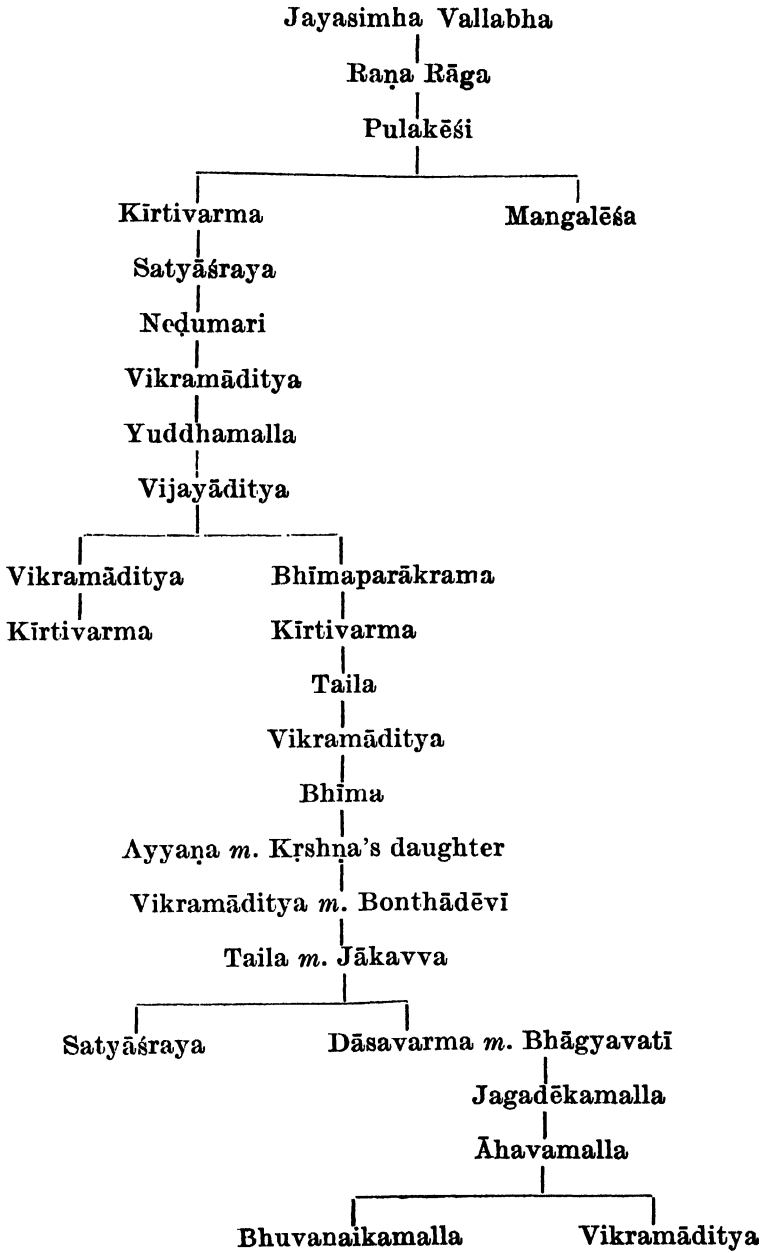 Jayasimha Vallabha
Raṇa Rāga
Pulakēśi
Kīrtivarma Mangalēśa
Satyāśraya
Neḍumari
Vikramāditya
Yuddhamalla
Vijayāditya
Vikramāditya Bhīmaparākrama
Kīrtivarma Kīrtivarma
Taila
Vikramāditya
Bhīma
Ayyaṇa m. Kṛshṇa's daughter
Vikramāditya m. Bonthādēvī
Taila m. Jākavva
Satyāśraya Dāsavarma m. Bhāgyavatī
Jagadēkamalla
Āhavamalla
Bhuvanaikamalla Vikramāditya